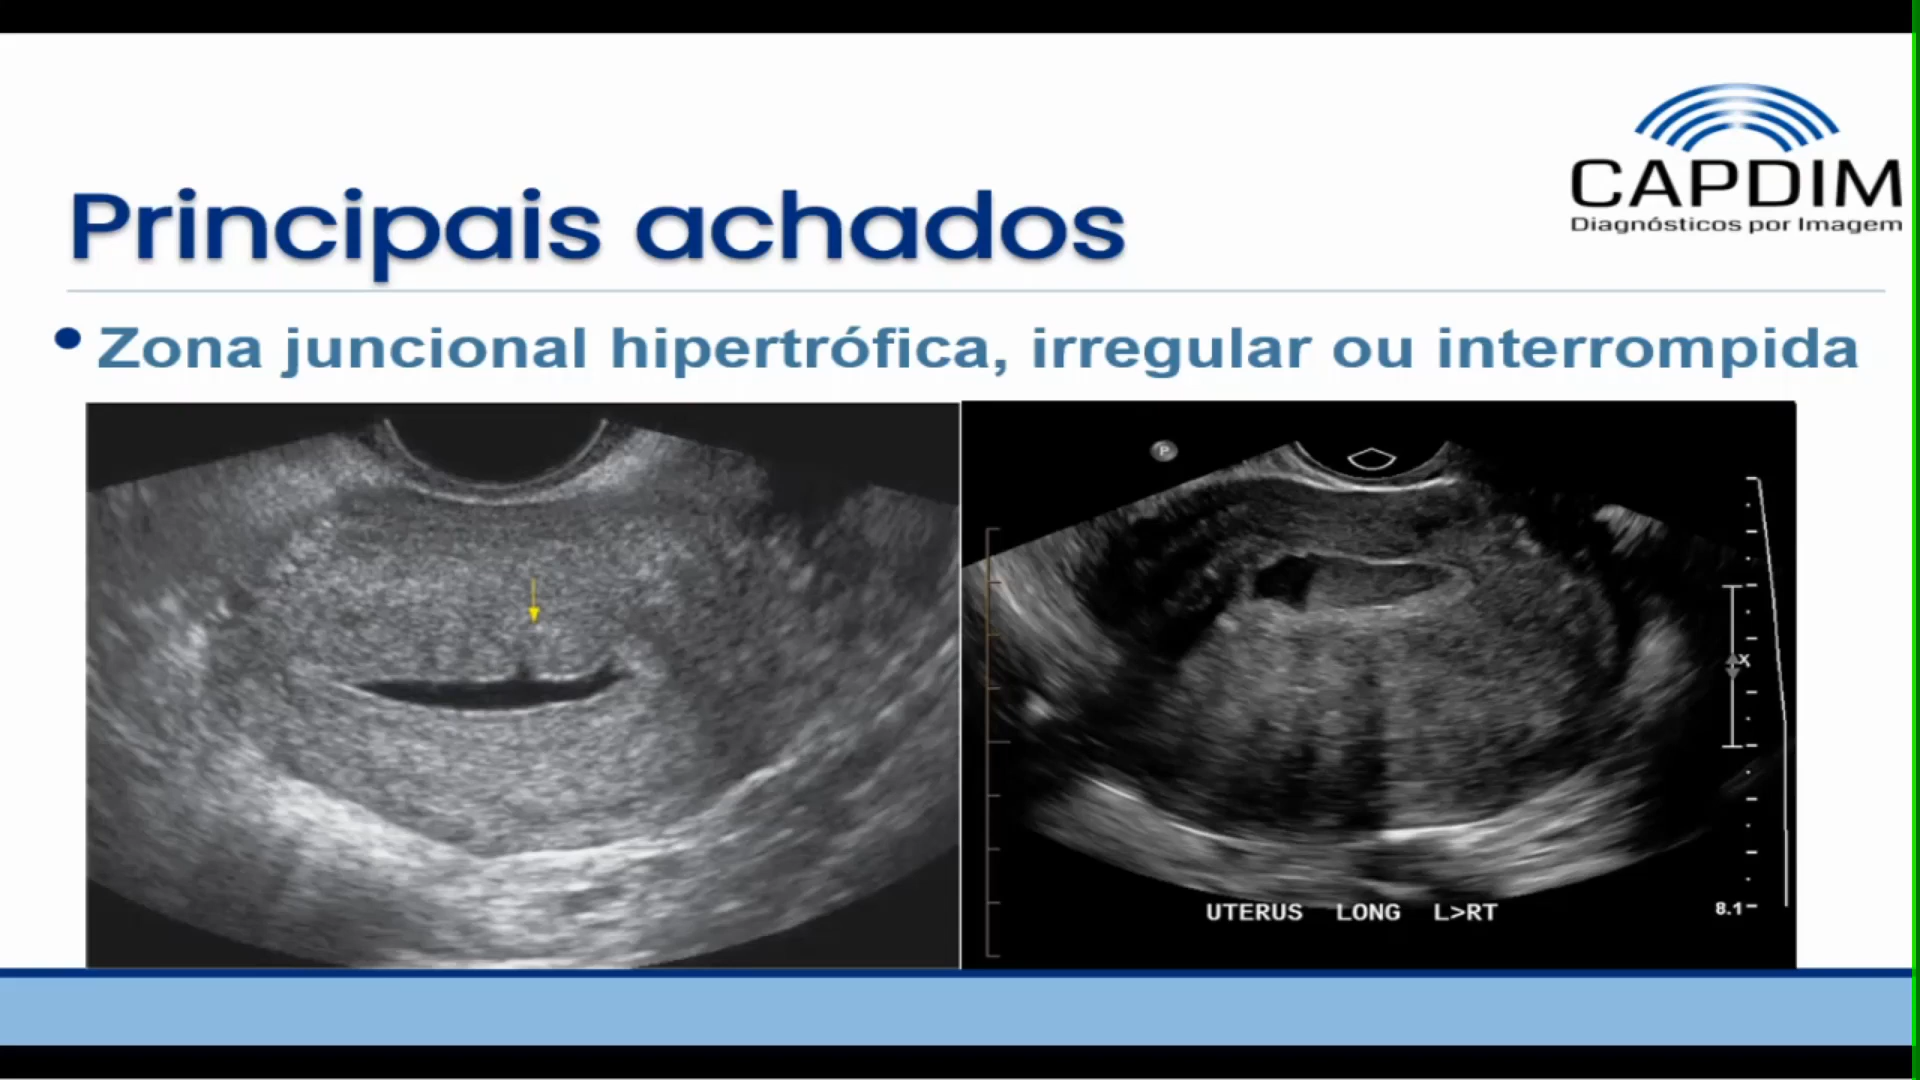 CAPDIM
Diagnósticos por Imagem
Principais achados
• Zona juncional hipertrófica, irregular ou interrompida
P
x
8.1
UTERUS LONG L>RT